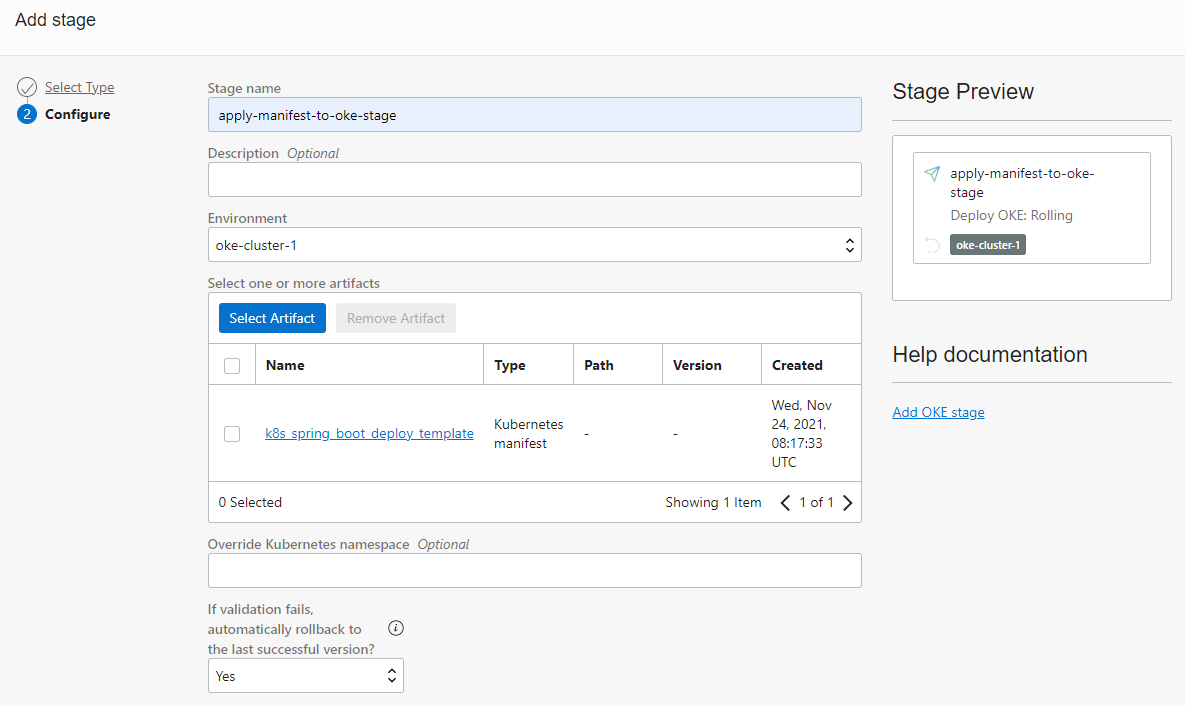 Add stage
Select Type
2 Configure
Stage name
apply-manifest-to-oke-stage
Description Optional
Environment
oke-cluster-1
Select one or more artifacts
Select Artifact Remove Artifact
Name Type Path Version Created
k8s_spring_boot_deploy_template
Kubernetes
manifest
-
-
Wed, Nov
24, 2021,
08:17:33
UTC
0 Selected Showing 1 Item 1 of 1
Override Kubernetes namespace Optional
If validation fails,
automatically rollback to
the last successful version?
Yes
Stage Preview
apply-manifest-to-oke-
stage
Deploy OKE: Rolling
oke-cluster-1
Help documentation
Add OKE stage